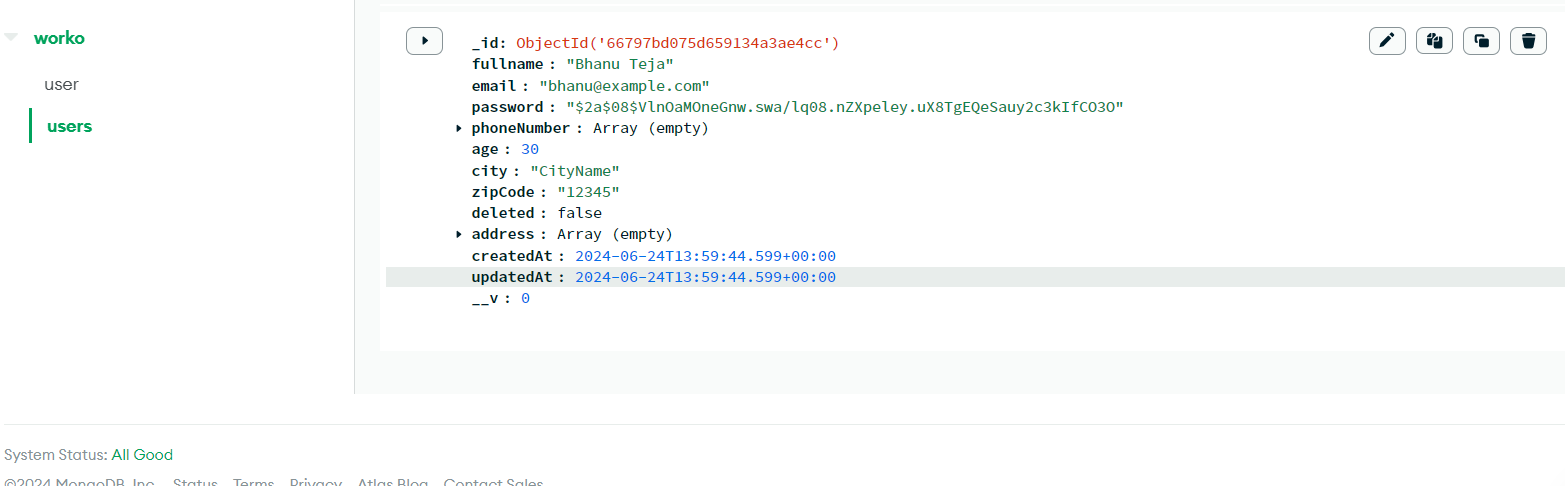 worko
user
users
_id: ObjectId('66797bd075d659134a3ae4cc')
fullname : "Bhanu Teja"
email : "bhanu@example.com"
password : "$2a$08$VlnOaMOneGnw.swa/lq08.nZXpeley.uX8TgEQeSauy2c3kIfCO3O"
phoneNumber : Array (empty)
age : 30
city : "CityName"
zipCode : "12345"
deleted : false
address : Array (empty)
createdAt : 2024-06-24T13:59:44.599+00:00
updatedAt : 2024-06-24T13:59:44.599+00:00
__v : 0
System Status: All Good
©2024 MongoDB, Inc. Status Terms Privacy Atlas Blog Contact Sales